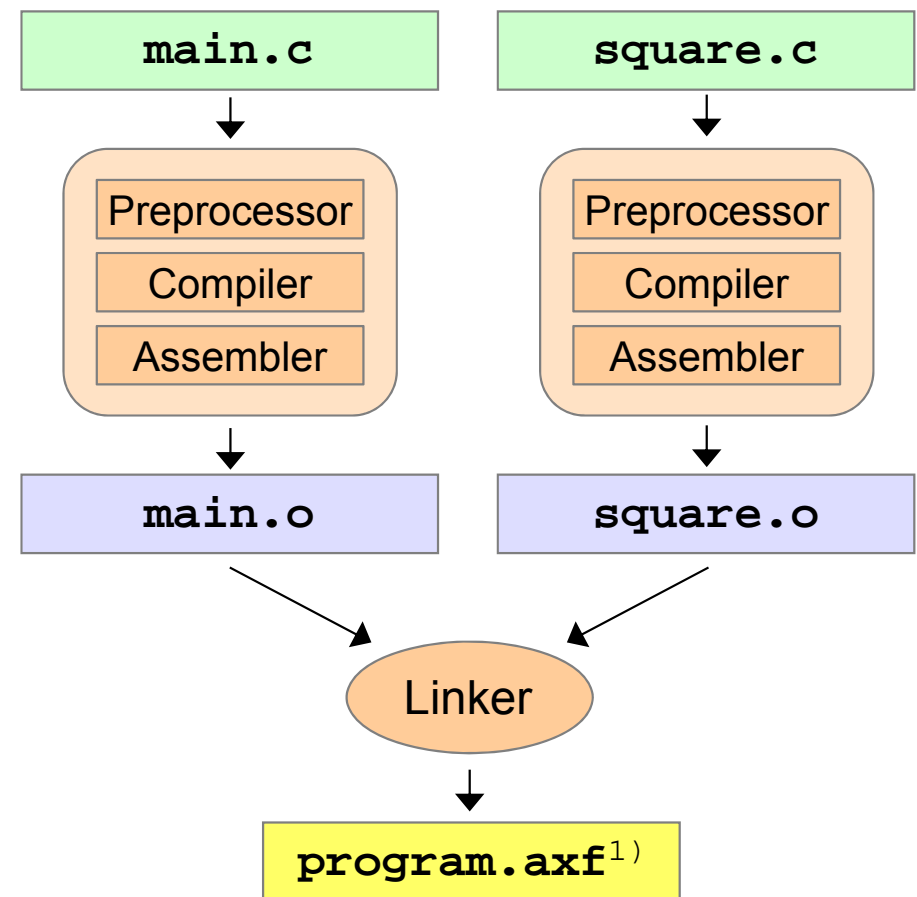 main.c
square.c
Preprocessor
Compiler
Assembler
Preprocessor
Compiler
Assembler
main.o
square.o
Linker
program.axf1)